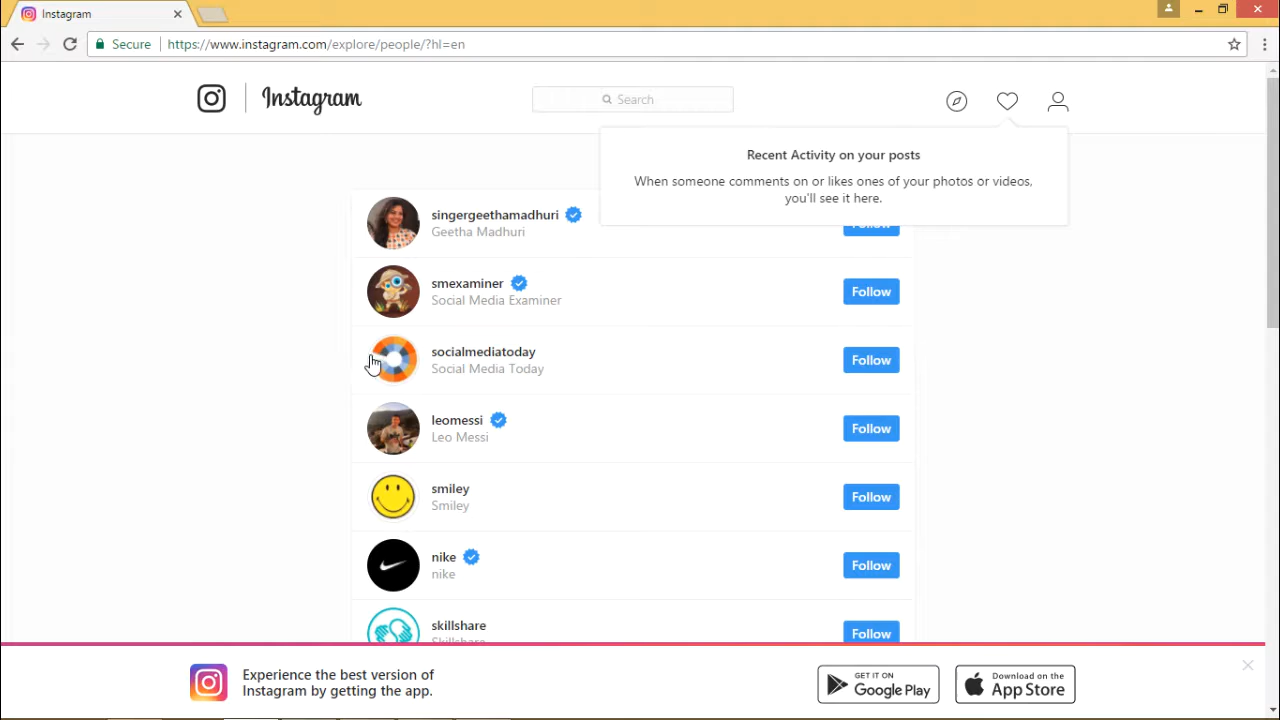 Instagram
Secure
https://www.instagram.com/explore/people/?hl=en
Instagram
Search
Recent Activity on your posts
When someone comments on or likes ones of your photos or videos,
you'll see it here.
singergeethamadhuri
Geetha Madhuri
Follow
smexaminer
Social Media Examiner
Follow
socialmediatoday
Social Media Today
Follow
leomessi
Leo Messi
Follow
smiley
Smiley
Follow
nike
nike
Follow
skillshare
Skillshare
Follow
Experience the best version of
Instagram by getting the app.
GET IT ON
Google Play
Download on the
App Store